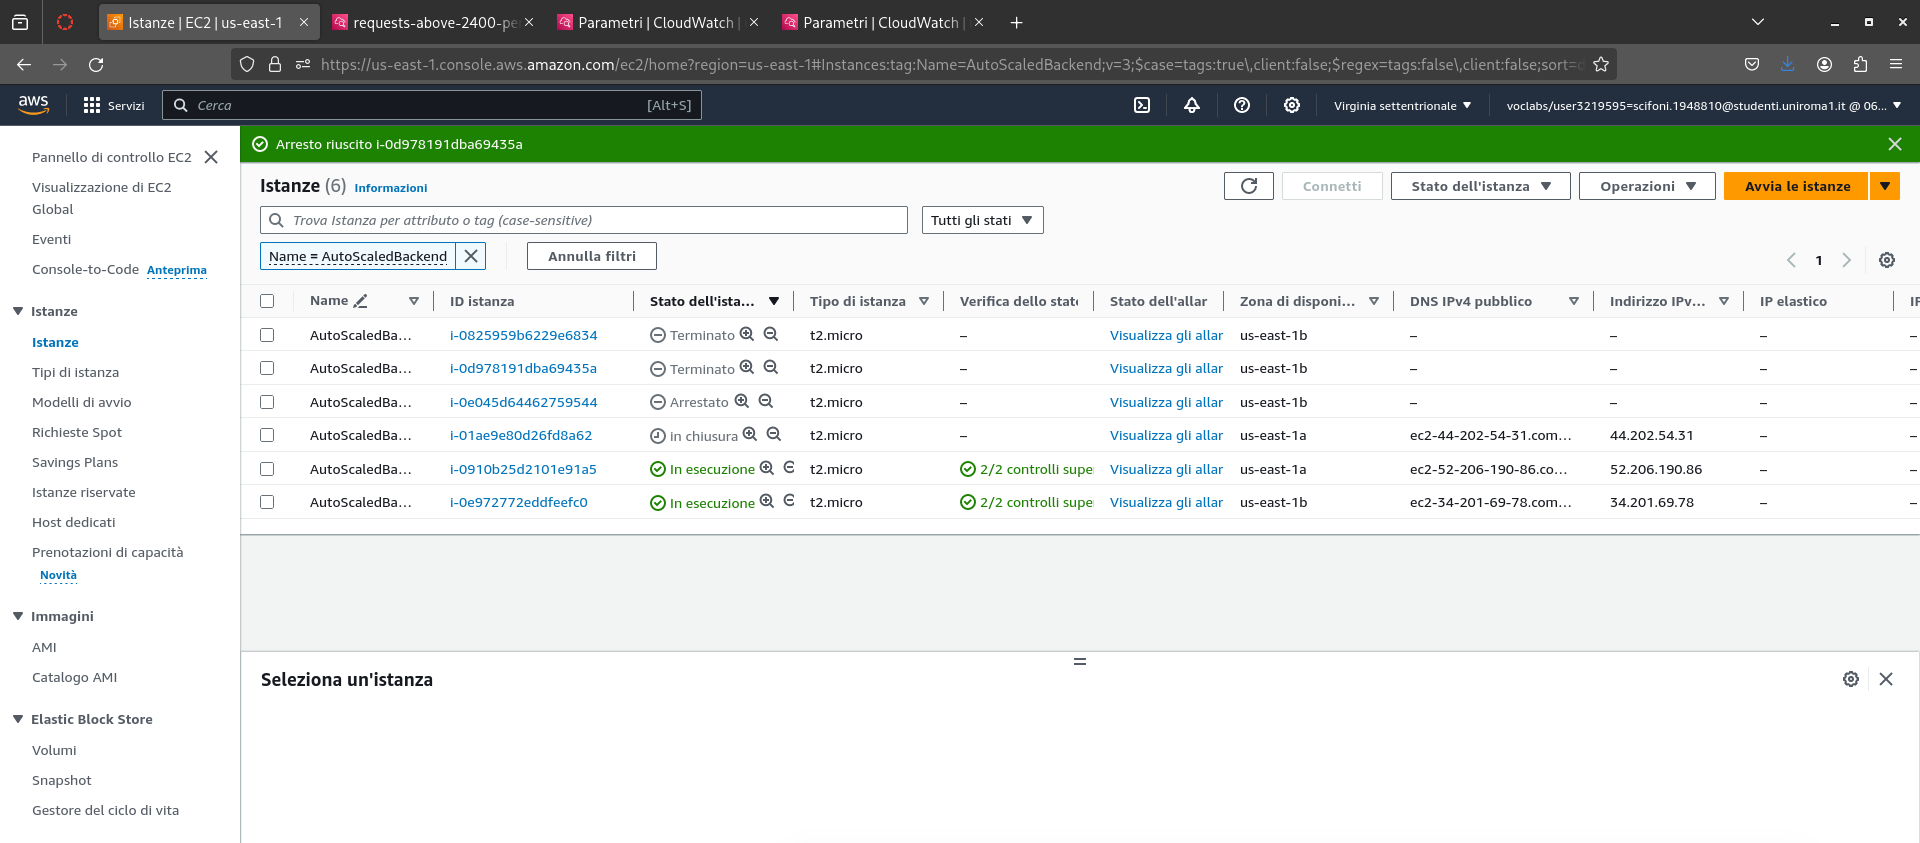 Istanze | EC2 | us-east-1
requests-above-2400-pe
Parametri | CloudWatch |
Parametri | CloudWatch |
https://us-east-1.console.aws.amazon.com/ec2/home?region=us-east-1#Instances:tag:Name=AutoScaledBackend;v=3;$case=tags:true\,client:false;$regex=tags:false\,client:false;sort=d
aws
Servizi
Cerca
[Alt+S]
Virginia settentrionale
voclabs/user3219595=scifoni.1948810@studenti.uniroma1.it @ 06...
Pannello di controllo EC2
Visualizzazione di EC2
Global
Eventi
Console-to-Code Anteprima
Istanze
Istanze
Tipi di istanza
Modelli di avvio
Richieste Spot
Savings Plans
Istanze riservate
Host dedicati
Prenotazioni di capacità
Novità
Immagini
AMI
Catalogo AMI
Elastic Block Store
Volumi
Snapshot
Gestore del ciclo di vita
Arresto riuscito i-0d978191dba69435a
Istanze (6) Informazioni
Connetti
Stato dell'istanza
Operazioni
Avvia le istanze
Trova Istanza per attributo o tag (case-sensitive)
Tutti gli stati
Name = AutoScaledBackend
Annulla filtri
1
Name ID istanza Stato dell'ista... Tipo di istanza Verifica dello stato Stato dell'allar Zona di disponi... DNS IPv4 pubblico Indirizzo IPv... IP elastico IP
AutoScaledBa... i-0825959b6229e6834 Terminato t2.micro – Visualizza gli allar us-east-1b – – – –
AutoScaledBa... i-0d978191dba69435a Terminato t2.micro – Visualizza gli allar us-east-1b – – – –
AutoScaledBa... i-0e045d64462759544 Arrestato t2.micro – Visualizza gli allar us-east-1b – – – –
AutoScaledBa... i-01ae9e80d26fd8a62 in chiusura t2.micro – Visualizza gli allar us-east-1a ec2-44-202-54-31.com... 44.202.54.31 – –
AutoScaledBa... i-0910b25d2101e91a5 In esecuzione t2.micro 2/2 controlli supe Visualizza gli allar us-east-1a ec2-52-206-190-86.co... 52.206.190.86 – –
AutoScaledBa... i-0e972772eddfeefc0 In esecuzione t2.micro 2/2 controlli supe Visualizza gli allar us-east-1b ec2-34-201-69-78.com... 34.201.69.78 – –
Seleziona un'istanza